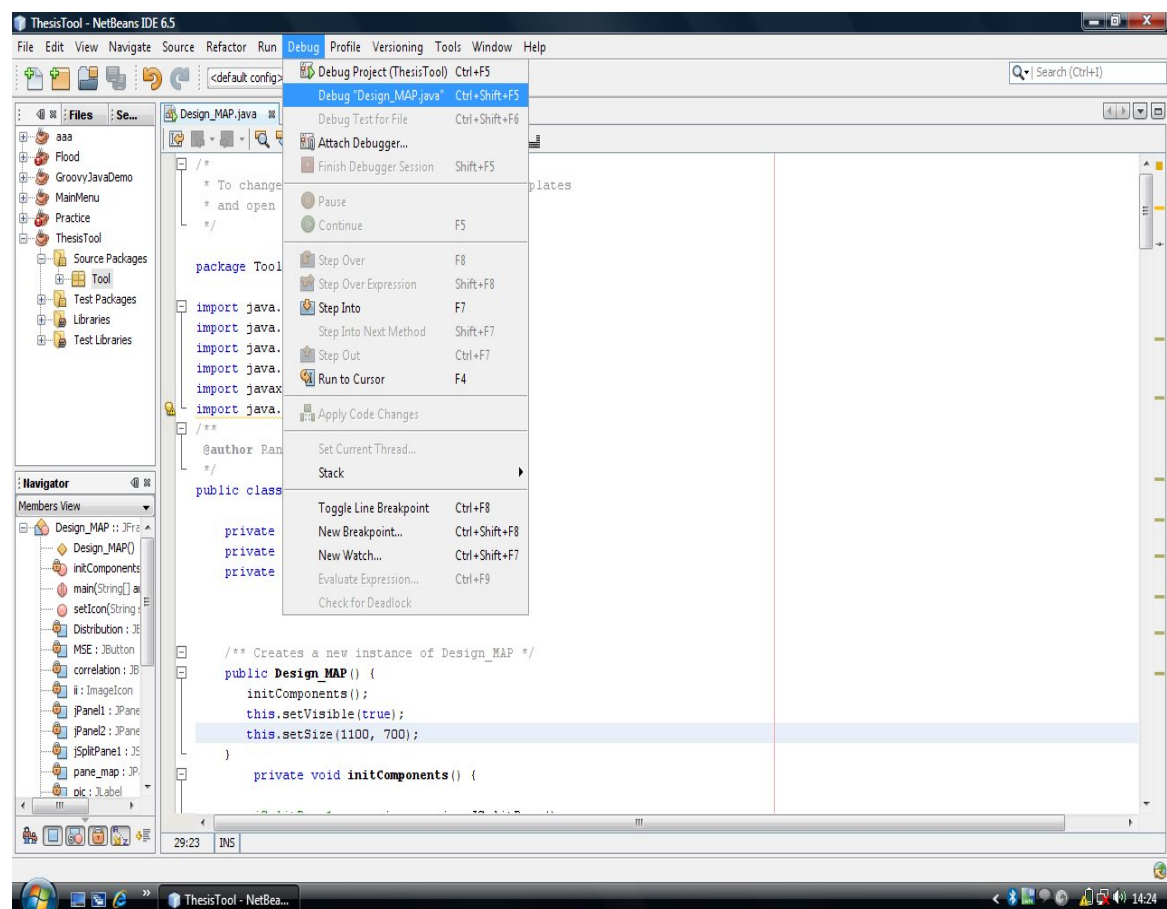 ThesisTool - NetBeans IDE 6.5
File Edit View Navigate Source Refactor Run Debug Profile Versioning Tools Window Help
<default config>
Search (Ctrl+I)
Debug Project (ThesisTool) Ctrl+F5
Debug "Design_MAP.java" Ctrl+Shift+F5
Debug Test for File Ctrl+Shift+F6
Attach Debugger...
Finish Debugger Session Shift+F5
Pause
Continue F5
Step Over F8
Step Over Expression Shift+F8
Step Into F7
Step Into Next Method Shift+F7
Step Out Ctrl+F7
Run to Cursor F4
Apply Code Changes
Set Current Thread...
Stack
Toggle Line Breakpoint Ctrl+F8
New Breakpoint... Ctrl+Shift+F8
New Watch... Ctrl+Shift+F7
Evaluate Expression... Ctrl+F9
Check for Deadlock
Files Se...
aaa
Flood
GroovyJavaDemo
MainMenu
Practice
ThesisTool
Source Packages
Tool
Test Packages
Libraries
Test Libraries
Navigator
Members View
Design_MAP :: JFra
Design_MAP()
initComponents
main(String[] a
setIcon(String s
Distribution : JB
MSE : JButton
correlation : JB
ii : ImageIcon
jPanel1 : JPane
jPanel2 : JPane
jSplitPane1 : JS
pane_map : JP
pic : JLabel
Design_MAP.java
/*
* To change plates
* and open
*/
package Tool
import java.
import java.
import java.
import java.
import javax
import java.
/**
@author Ran
*/
public class
private
private
private
/** Creates a new instance of Design_MAP */
public Design_MAP() {
initComponents();
this.setVisible(true);
this.setSize(1100, 700);
}
private void initComponents() {
29:23 INS
ThesisTool - NetBea...
14:24